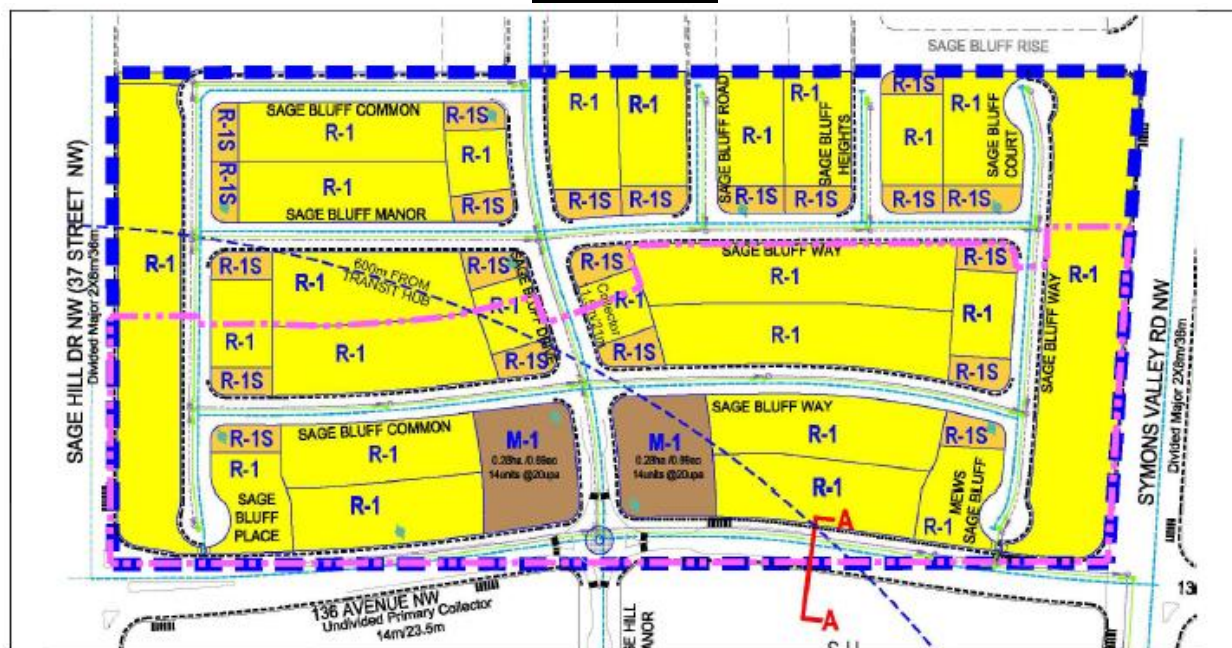 SAGE BLUFF RISE
SAGE BLUFF COMMON
R-1S
R-1
R-1S
R-1
R-1S
R-1
SAGE BLUFF MANOR
R-1S
R-1
R-1
SAGE BLUFF ROAD
R-1
R-1
SAGE BLUFF
HEIGHTS
R-1S
R-1
R-1
SAGE BLUFF
COURT
R-1S
R-1S
R-1S
R-1S
R-1S
R-1S
SAGE HILL DR NW (37 STREET NW)
Divided Major 2X8m/36m
R-1
R-1S
R-1
600m FROM
TRANSIT HUB
R-1S
SAGE BLUFF DRIVE
R-1
R-1
R-1
R-1S
R-1S
R-1S
Collector
R-1
R-1S
SAGE BLUFF WAY
R-1
R-1
R-1S
R-1
R-1S
SAGE BLUFF WAY
R-1
SYMONS VALLEY RD NW
Divided Major 2X8m/36m
R-1S
R-1
SAGE
BLUFF
PLACE
SAGE BLUFF COMMON
R-1
R-1
M-1
14units @20upa
M-1
14units @20upa
SAGE BLUFF WAY
R-1
R-1
R-1S
R-1
MEWS
SAGE BLUFF
A
A
136 AVENUE NW
Undivided Primary Collector
14m/23.5m
13